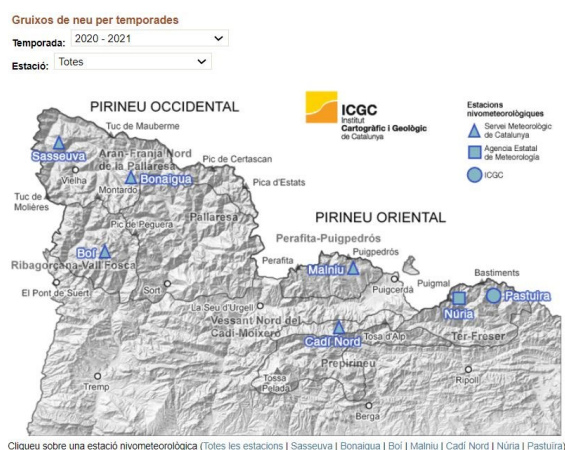 Gruixos de neu per temporades
Temporada: 2020 - 2021
Estació: Totes
PIRINEU OCCIDENTAL
ICGC
Institut
Cartogràfic i Geològic
de Catalunya
Estacions
nivometeorològiques
Servei Meteorològic
de Catalunya
Agencia Estatal
de Meteorologia
ICGC
Tuc de Mauberme
Sasseuva
Aran-Franja Nord
de la Pallaresa
Pic de Certascan
Vielha
Bonaigua
Montardo
Pica d'Estats
Tuc de
Molières
Pallaresa
Pic de Peguera
PIRINEU ORIENTAL
Perafita-Puigpedrós
Boí
Puigpedrós
Ribagorçana-Vall Fosca
Perafita
Malniu
Bastiments
Puigcerdà
Puigmal
El Pont de Suert
Sort
Pastuira
Núria
La Seu d'Urgell
Vessant Nord del
Cadí-Moixeró
Cadí Nord
Tosa d'Alp
Ter-Freser
Prepirineu
Tremp
Tossa
Pelada
Ripoll
Berga
Cliqueu sobre una estació nivometeorològica (Totes les estacions | Sasseuva | Bonaigua | Boí | Malniu | Cadí Nord | Núria | Pastuira)